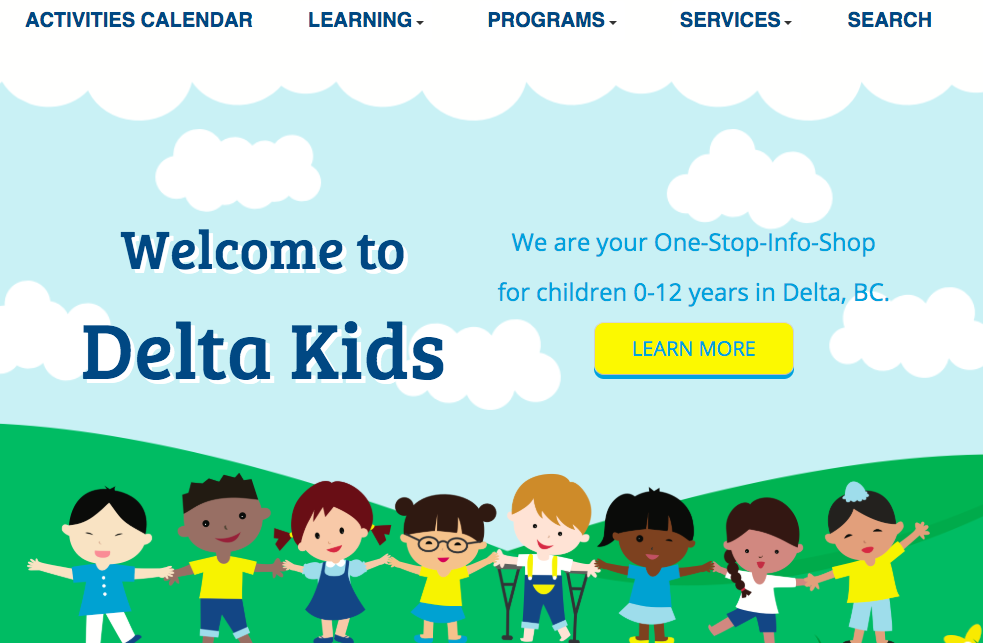 ACTIVITIES CALENDAR LEARNING PROGRAMS SERVICES SEARCH
Welcome to
Delta Kids
We are your One-Stop-Info-Shop
for children 0-12 years in Delta, BC.
LEARN MORE